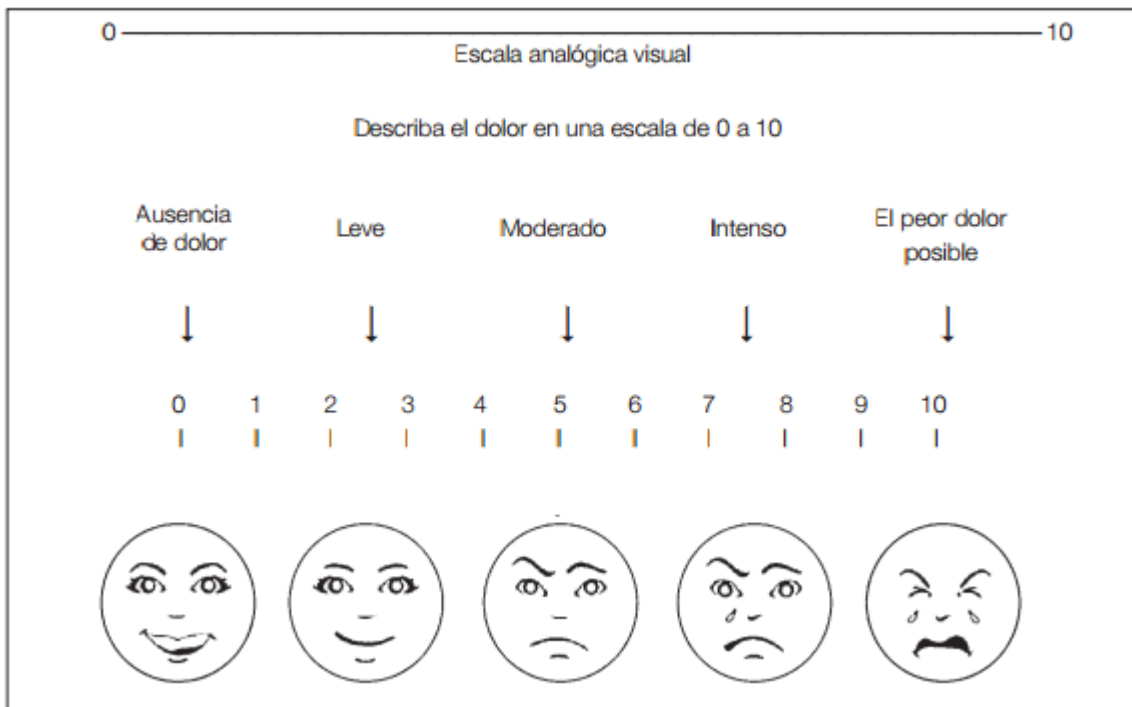 0 10
Escala analógica visual
Describa el dolor en una escala de 0 a 10
Ausencia
de dolor
Leve
Moderado
Intenso
El peor dolor
posible
0 1 2 3 4 5 6 7 8 9 10